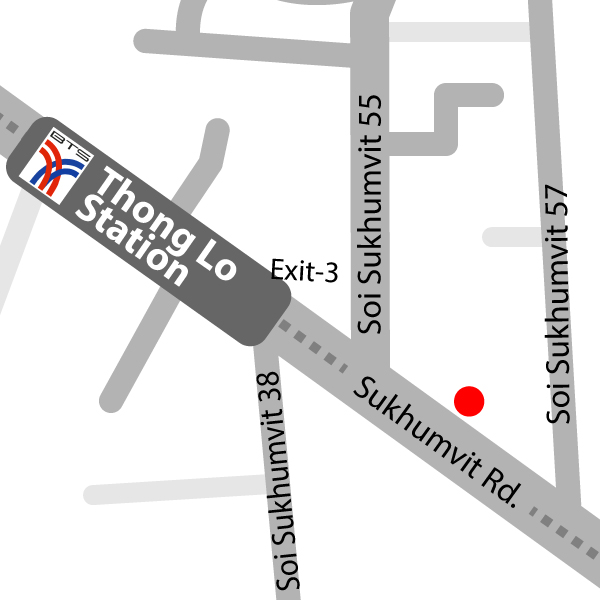 BTS
Thong Lo
Station
Exit-3
Soi Sukhumvit 55
Soi Sukhumvit 57
Soi Sukhumvit 38
Sukhumvit Rd.